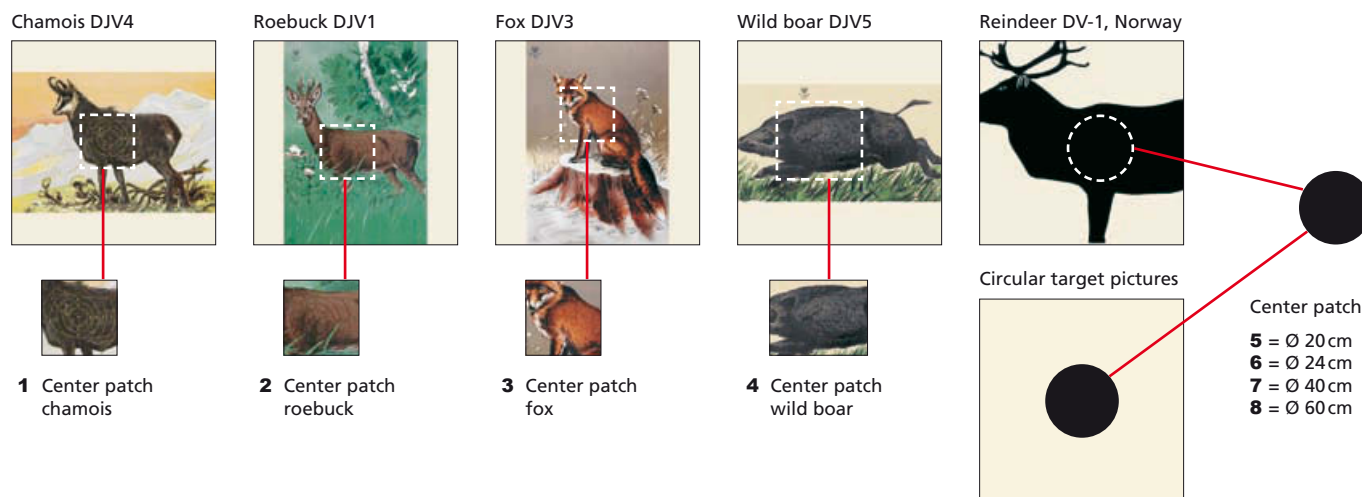 Chamois DJV4
Roebuck DJV1
Fox DJV3
Wild boar DJV5
Reindeer DV-1, Norway
1 Center patch
chamois
2 Center patch
roebuck
3 Center patch
fox
4 Center patch
wild boar
Circular target pictures
Center patch
5 = Ø 20 cm
6 = Ø 24 cm
7 = Ø 40 cm
8 = Ø 60 cm